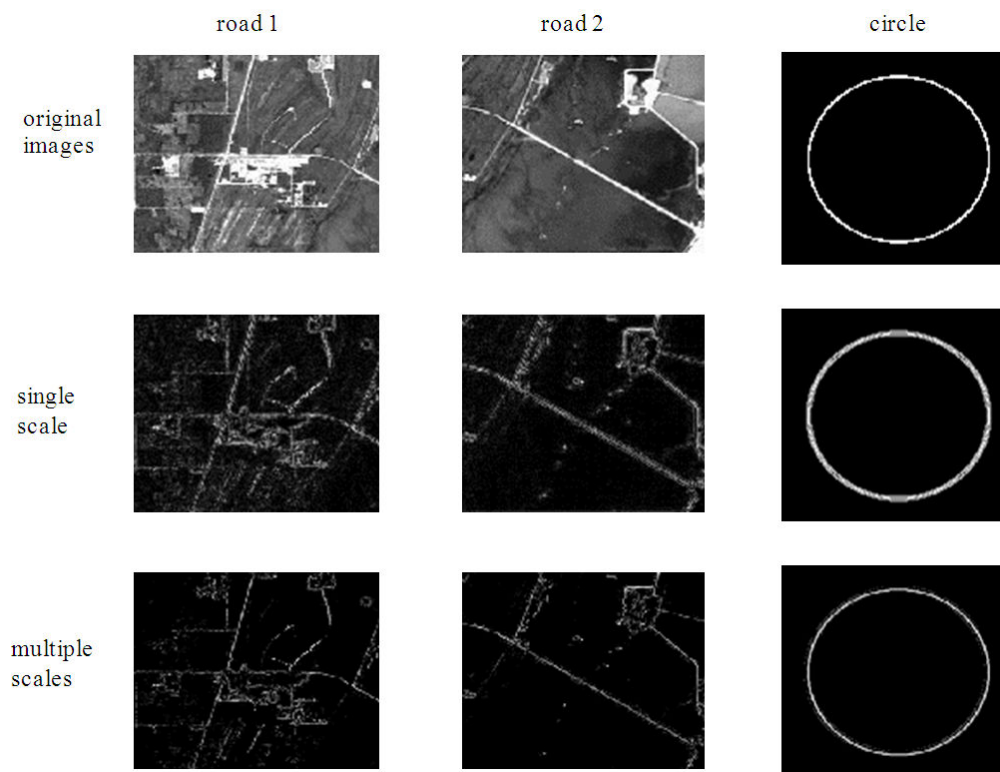 road 1
road 2
circle
original
images
single
scale
multiple
scales